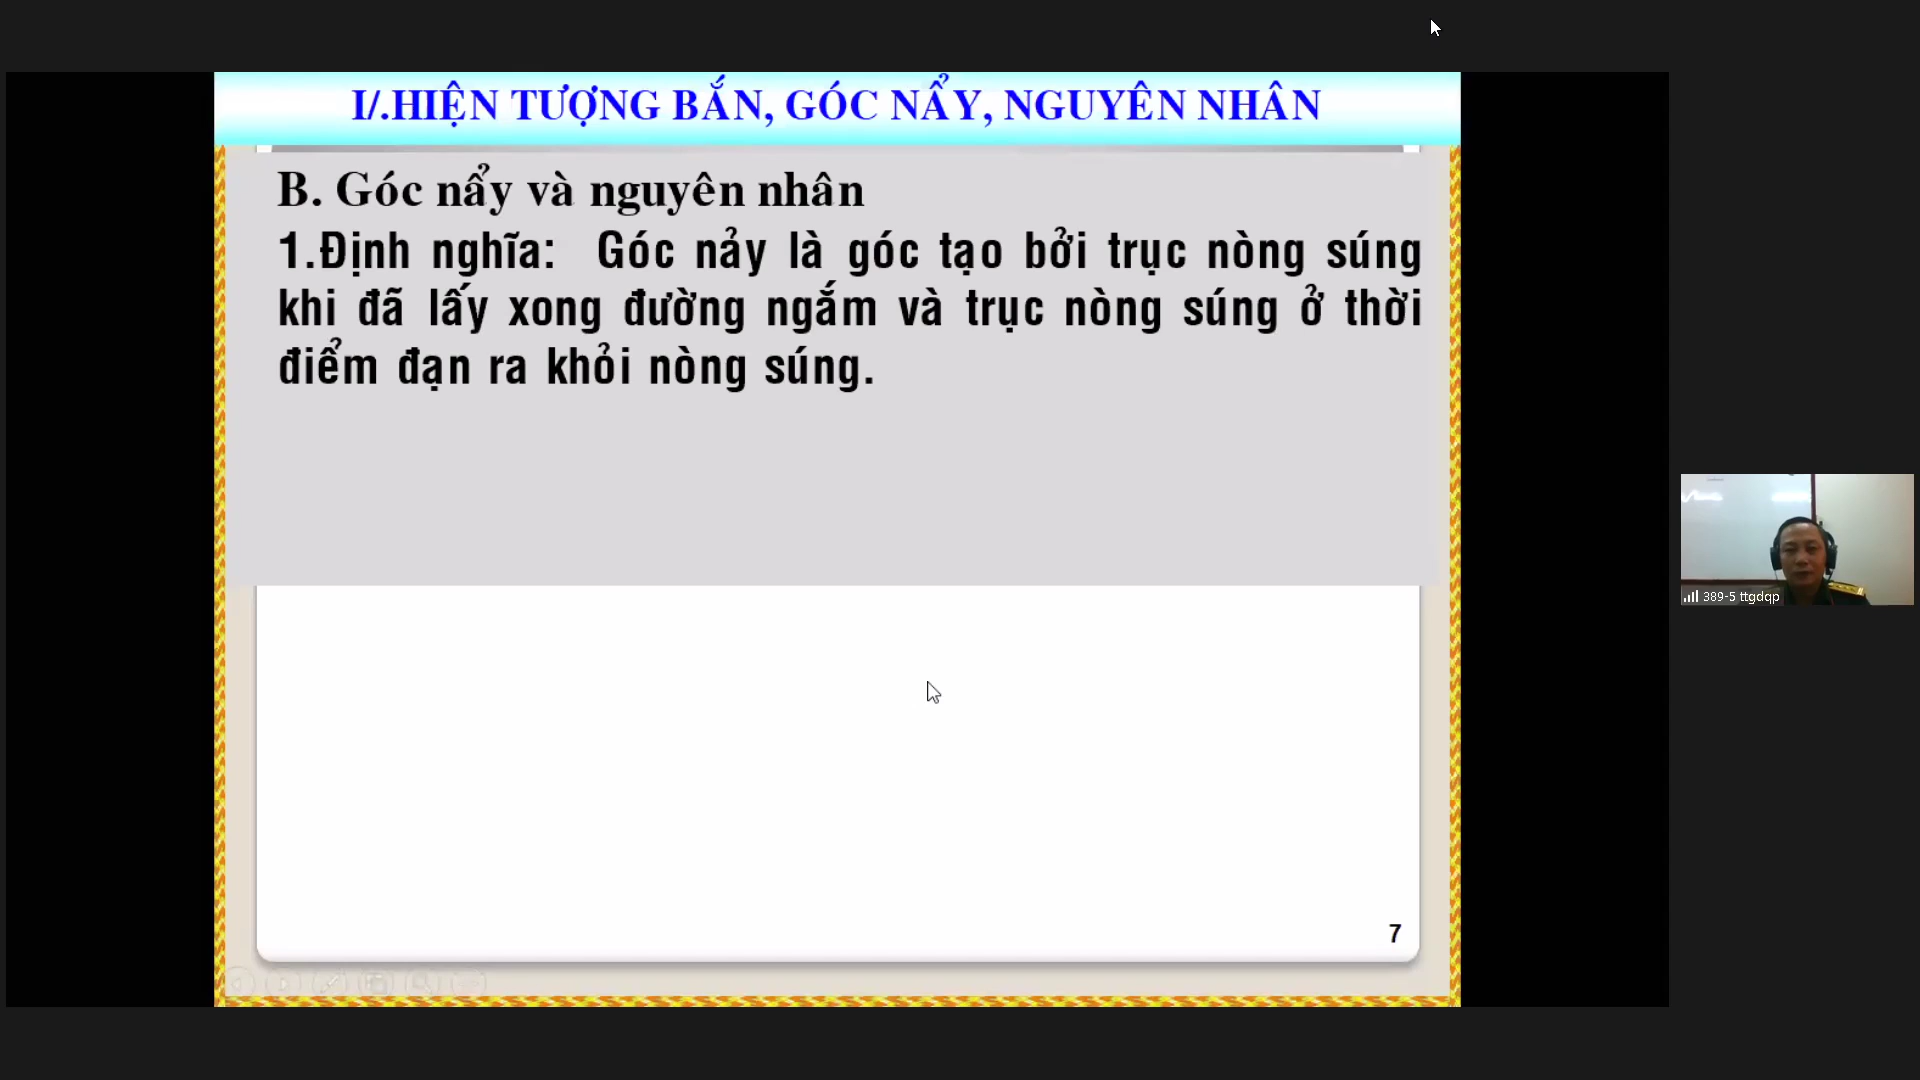 I/.HIỆN TƯỢNG BẮN, GÓC NẨY, NGUYÊN NHÂN
B. Góc nẩy và nguyên nhân
1.Định nghĩa: Góc nảy là góc tạo bởi trục nòng súng
khi đã lấy xong đường ngắm và trục nòng súng ở thời
điểm đạn ra khỏi nòng súng.
389-5 ttgdqp
7